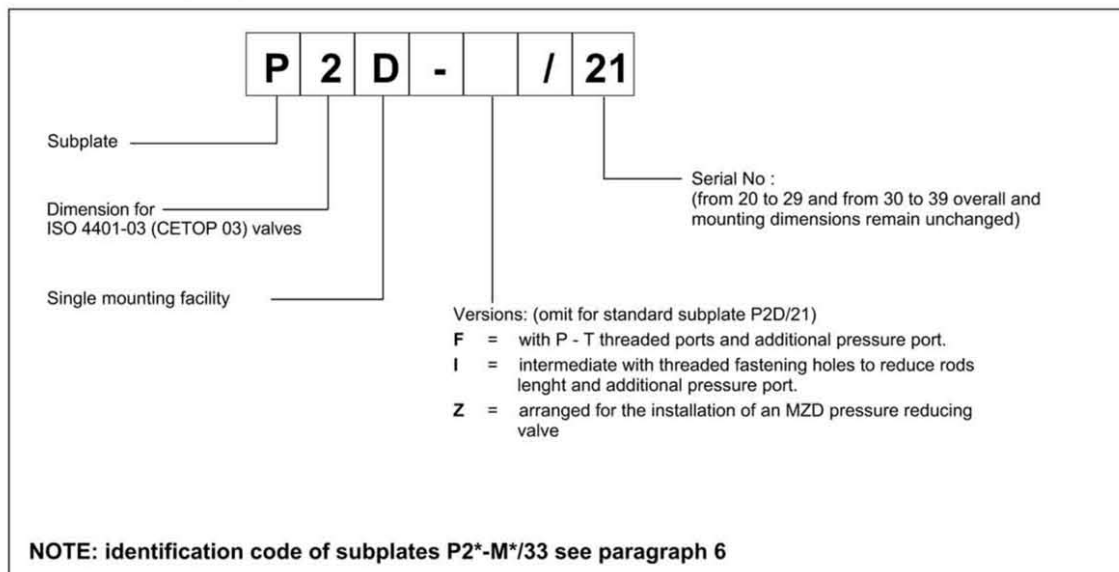 P 2 D - / 21
Subplate
Serial No :
(from 20 to 29 and from 30 to 39 overall and
mounting dimensions remain unchanged)
Dimension for
ISO 4401-03 (CETOP 03) valves
Single mounting facility
Versions: (omit for standard subplate P2D/21)
F = with P - T threaded ports and additional pressure port.
I = intermediate with threaded fastening holes to reduce rods
lenght and additional pressure port.
Z = arranged for the installation of an MZD pressure reducing
valve
NOTE: identification code of subplates P2*-M*/33 see paragraph 6